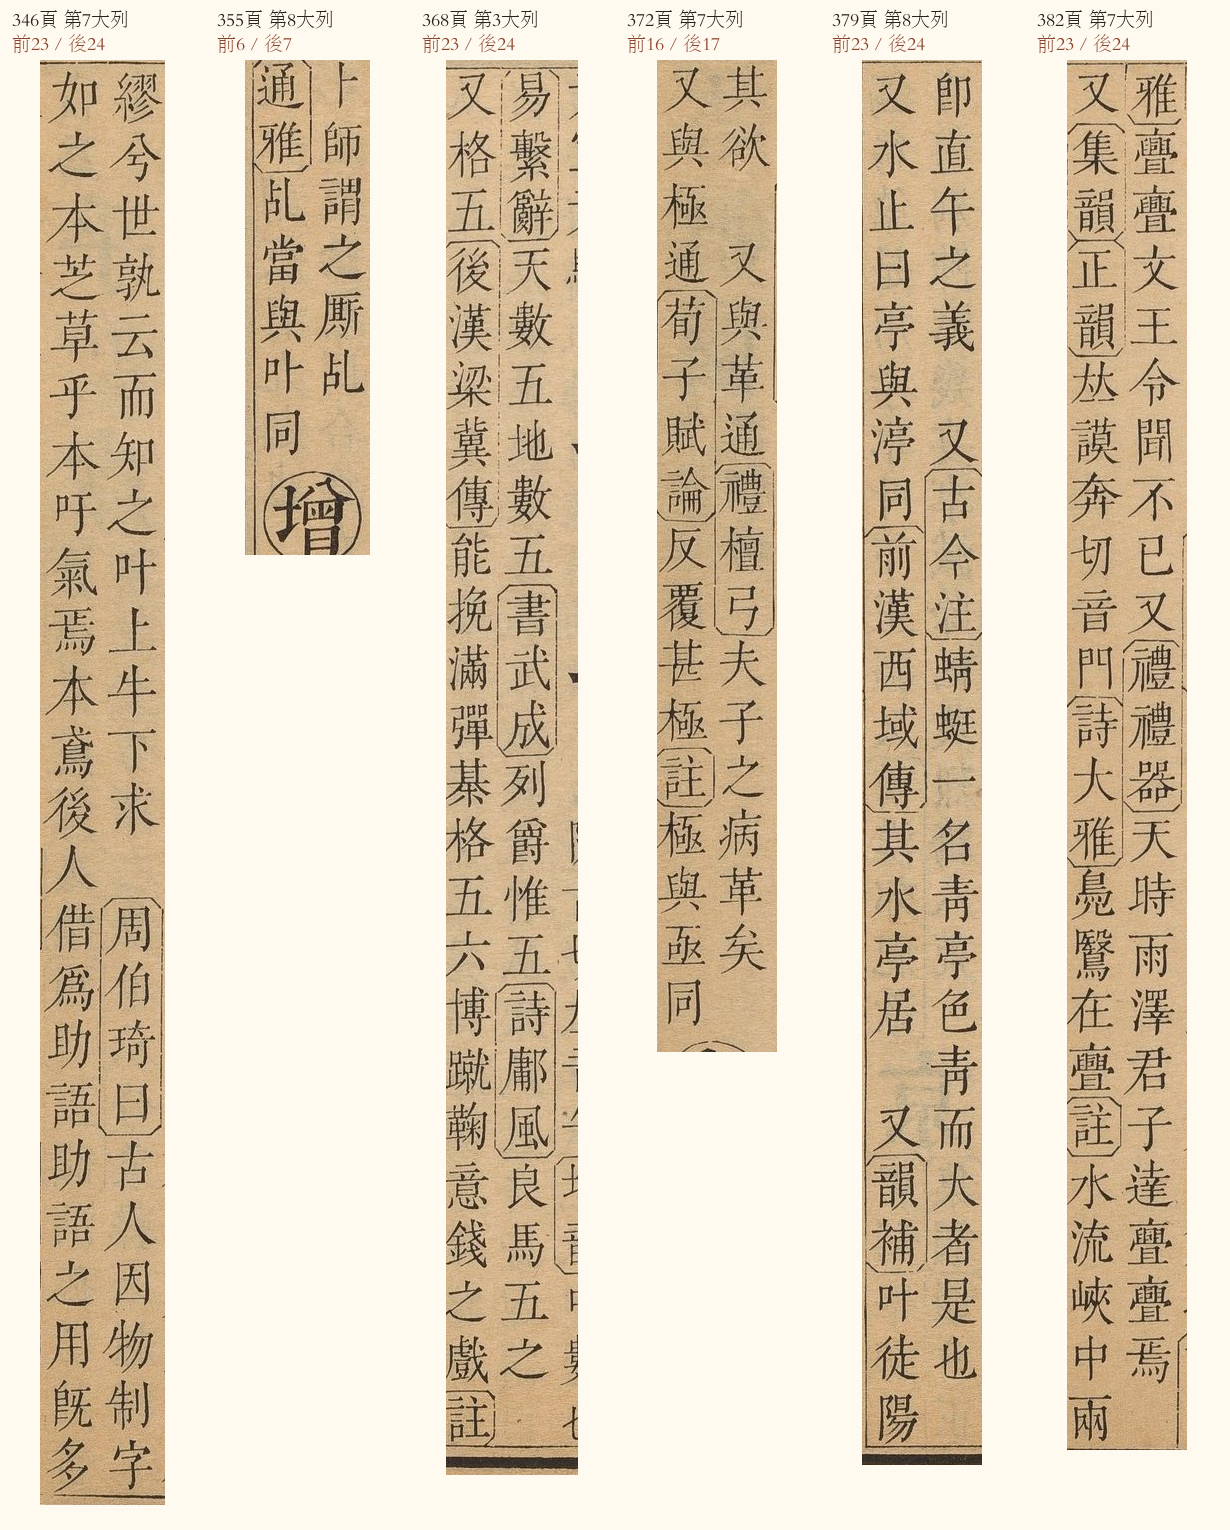 346頁 第7大列
前23 / 後24
繆兮世孰云而知之叶上牛下求 周伯琦曰古人因物制字
如之本芝草乎本吁氣焉本鳶後人借爲助語助語之用旣多
355頁 第8大列
前6 / 後7
卜師謂之厮乩
通雅乩當與叶同 增
368頁 第3大列
前23 / 後24
易繫辭天數五地數五書武成列爵惟五詩鄘風良馬五之
又格五後漢梁冀傳能挽滿彈棊格五六博蹴鞠意錢之戲註
372頁 第7大列
前16 / 後17
其欲 又與革通禮檀弓夫子之病革矣
又與極通荀子賦論反覆甚極註極與亟同
379頁 第8大列
前23 / 後24
卽直午之義 又古今注蜻蜓一名靑亭色靑而大者是也
又水止曰亭與渟同前漢西域傳其水亭居 又韻補叶徒陽
382頁 第7大列
前23 / 後24
雅亹亹文王令聞不已又禮禮器天時雨澤君子達亹亹焉
又集韻正韻𠀤謨奔切音門詩大雅鳧鷖在亹註水流峽中兩